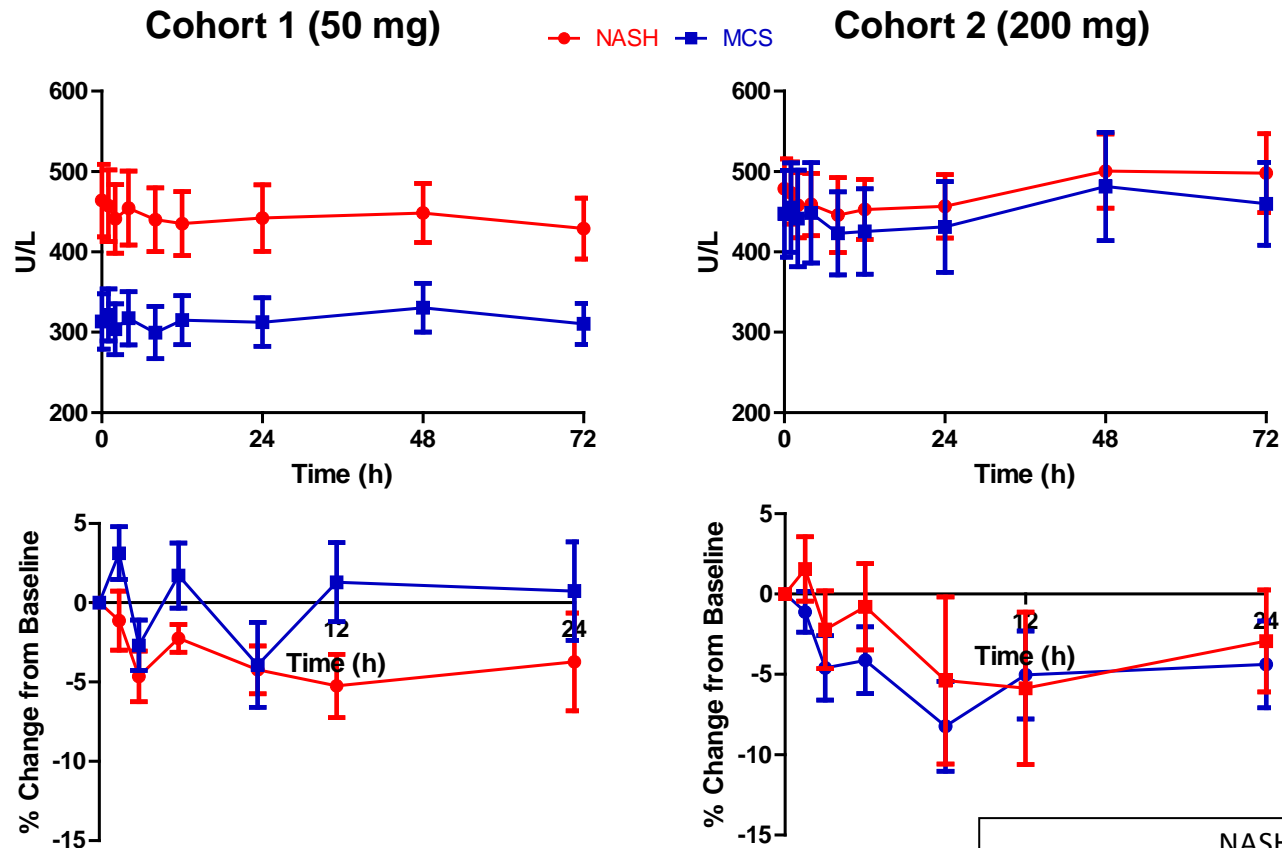 Cohort 1 (50 mg)
NASH MCS
Cohort 2 (200 mg)
600
500
400
300
200
U/L
0 24 48 72
Time (h)
600
500
400
300
200
U/L
0 24 48 72
Time (h)
5
0
-5
-10
-15
% Change from Baseline
12 24
Time (h)
5
0
-5
-10
-15
% Change from Baseline
12 24
Time (h)
NASH